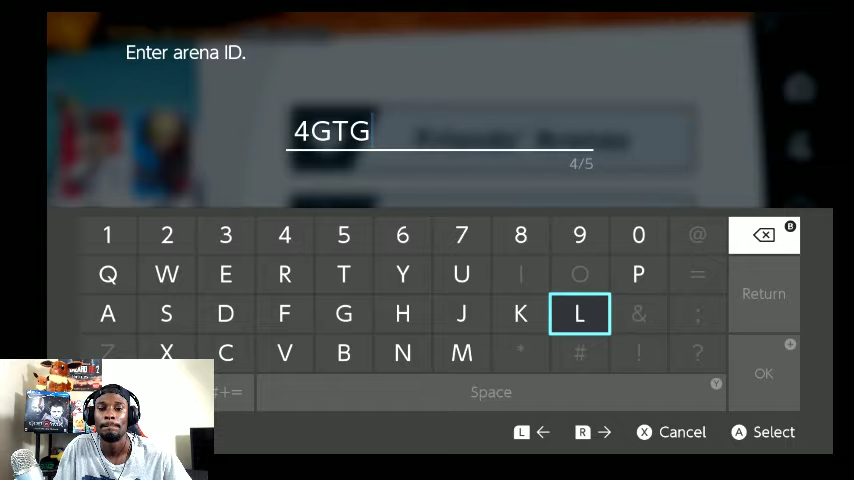 Enter arena ID.
4GTG
4/5
1 2 3 4 5 6 7 8 9 0 @
B
Q W E R T Y U I O P =
Return
A S D F G H J K L & ;
Z X C V B N M * # ! ?
OK
#+=
Space
Y
L ← R → X Cancel A Select